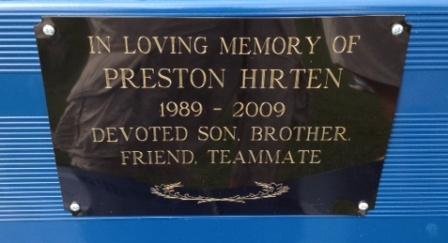 IN LOVING MEMORY OF
PRESTON HIRTEN
1989 - 2009
DEVOTED SON, BROTHER,
FRIEND, TEAMMATE